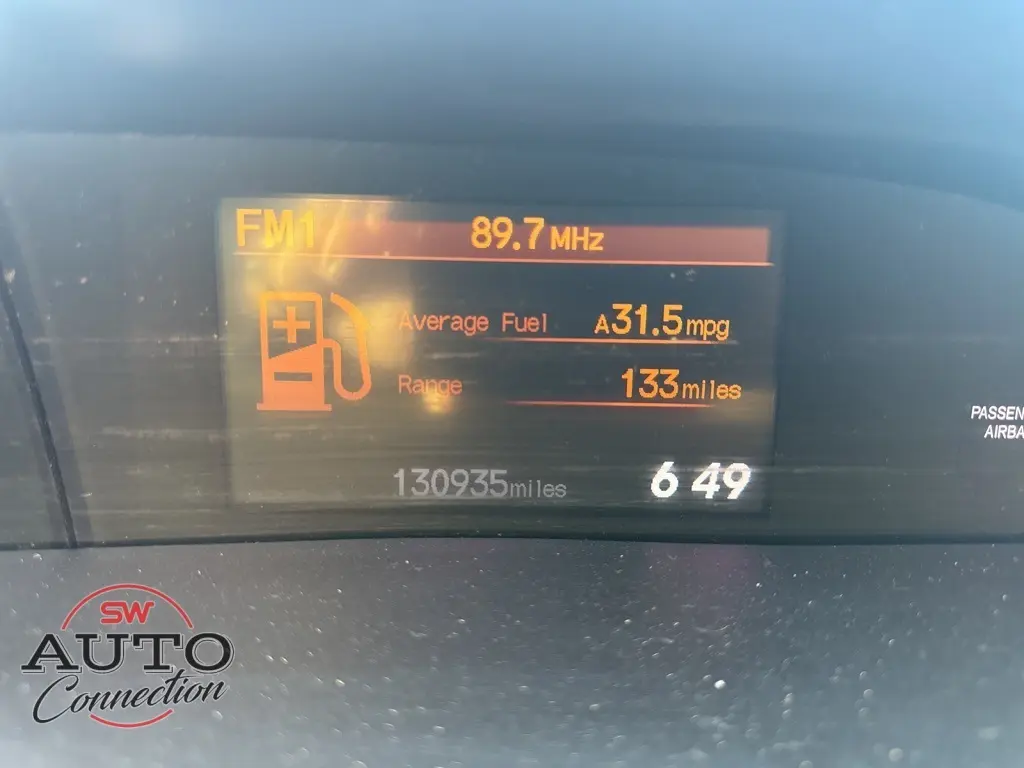 FM1 89.7 MHz
Average Fuel A31.5mpg
Range 133miles
130935miles 6 49
PASSEN
AIRBA
SW
AUTO
Connection